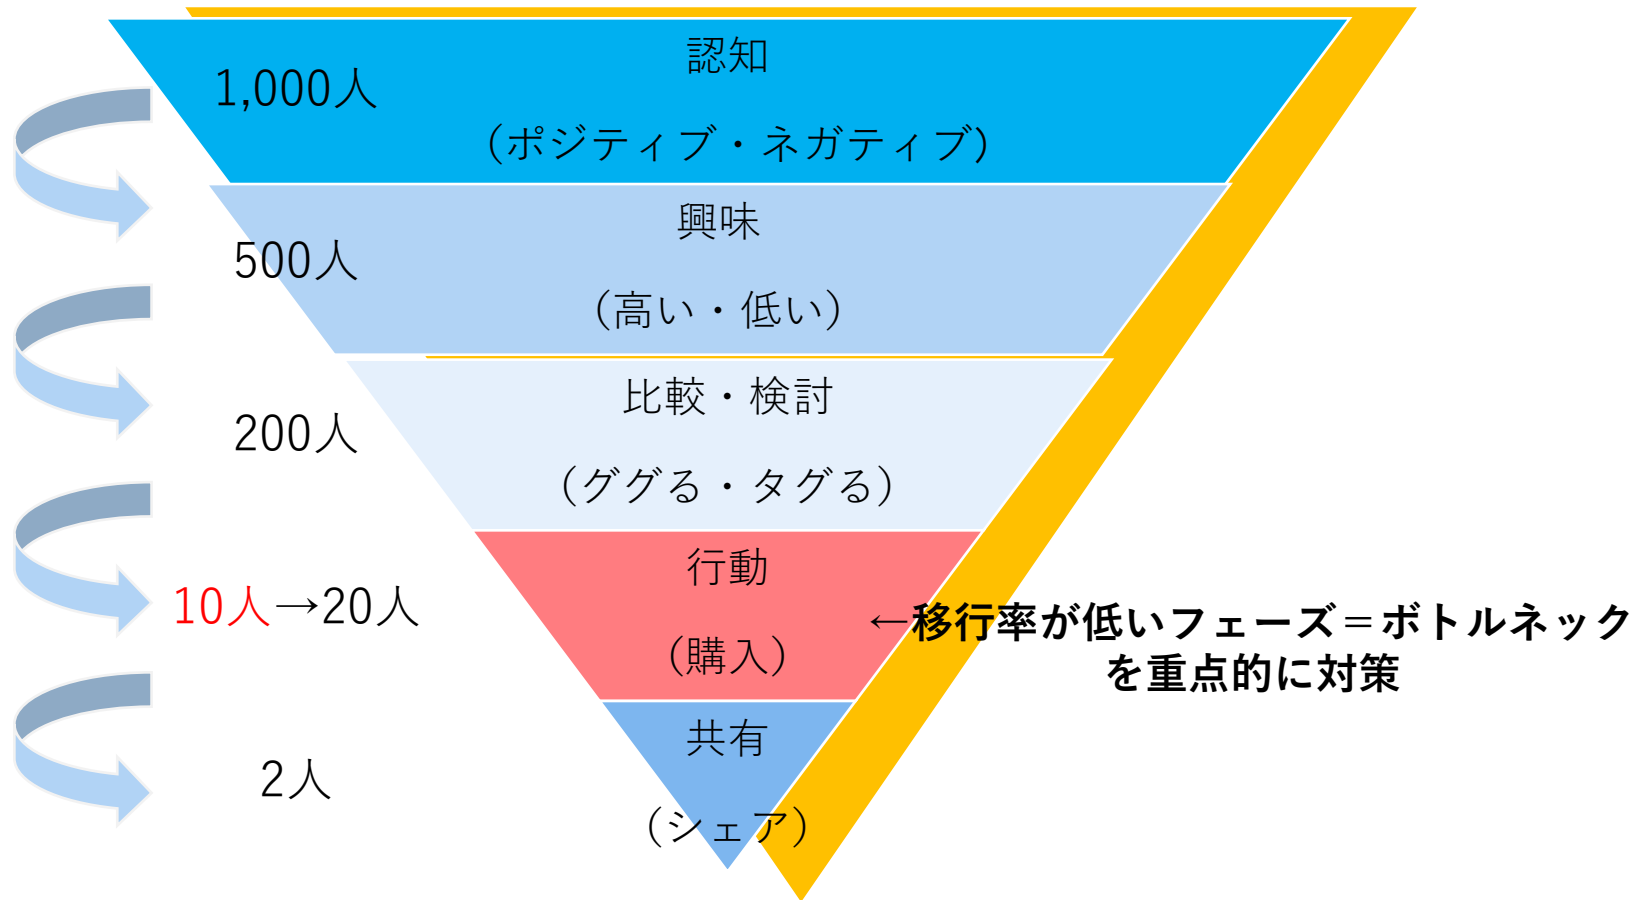 認知
1,000人
（ポジティブ・ネガティブ）
興味
500人
（高い・低い）
比較・検討
200人
（ググる・タグる）
行動
10人→20人
（購入）
←移行率が低いフェーズ＝ボトルネック
を重点的に対策
共有
2人
（シェア）